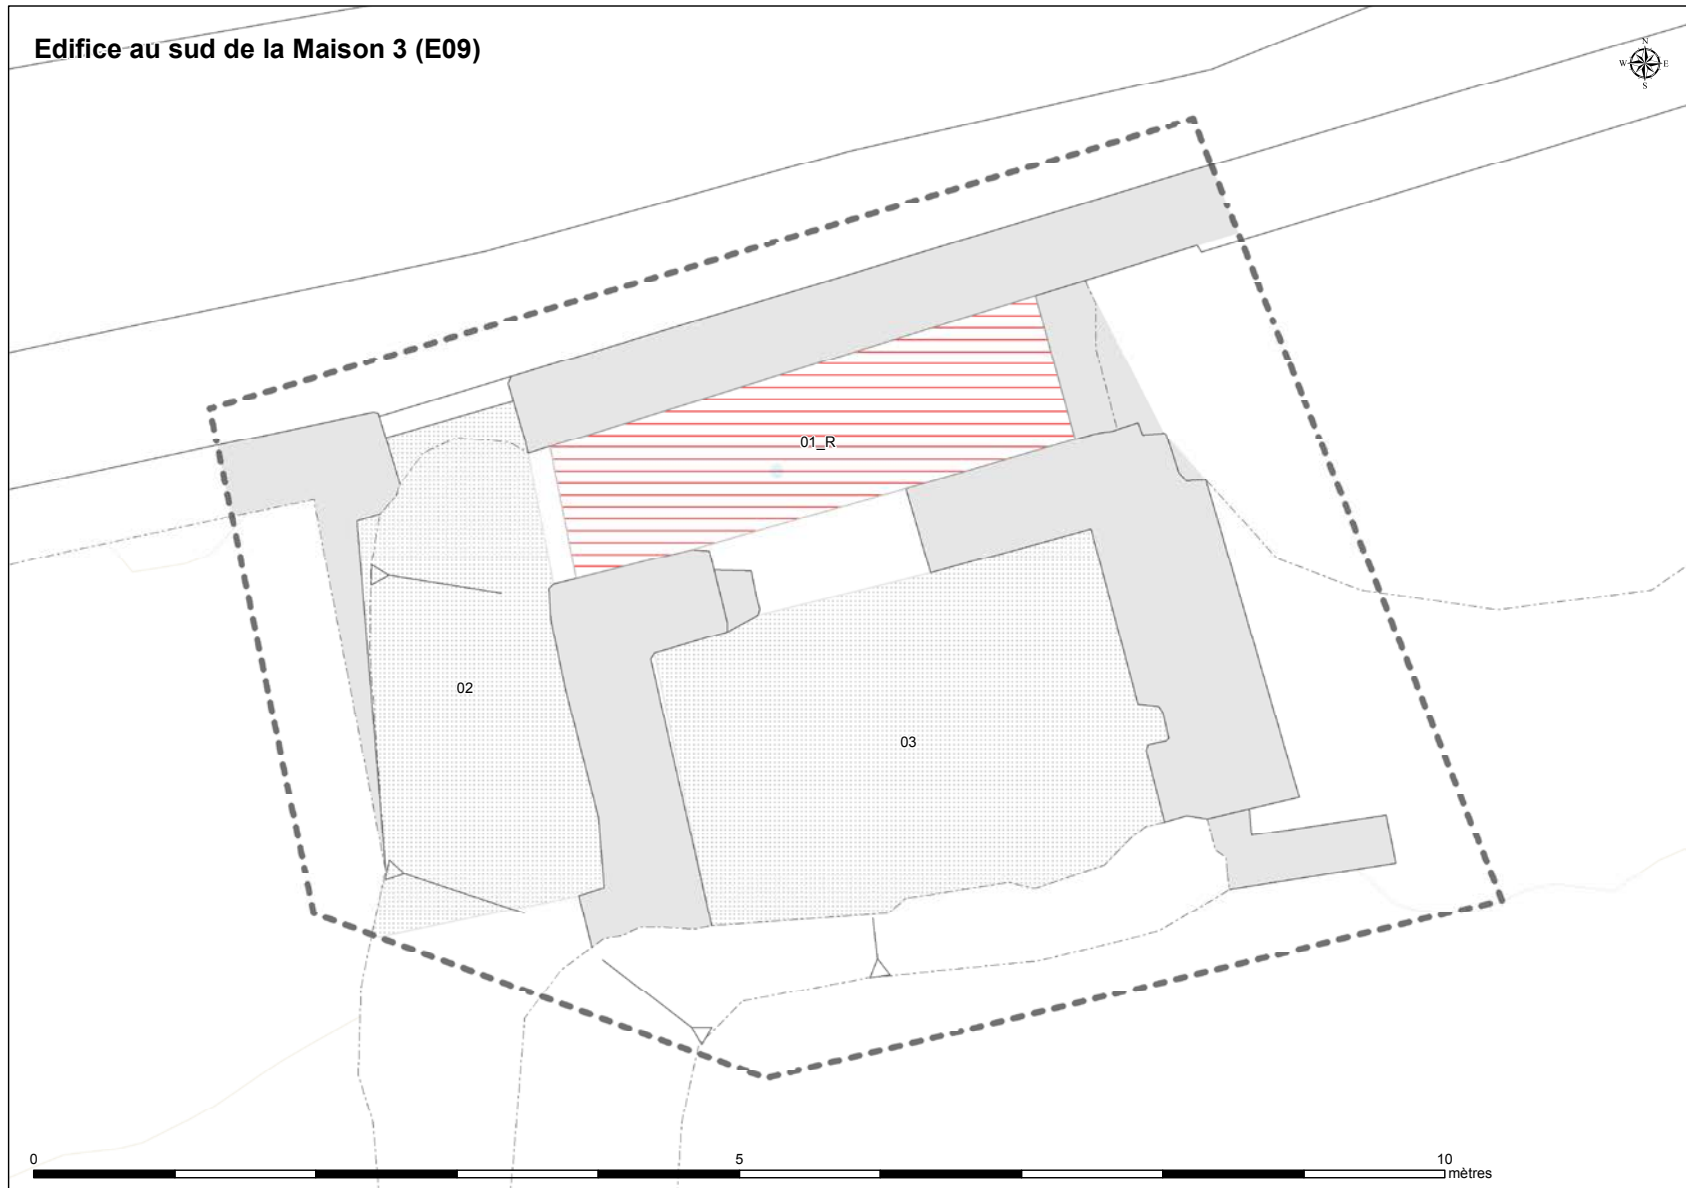 Edifice au sud de la Maison 3 (E09)
N
W E
S
01_R
02
03
0 5 10
mètres